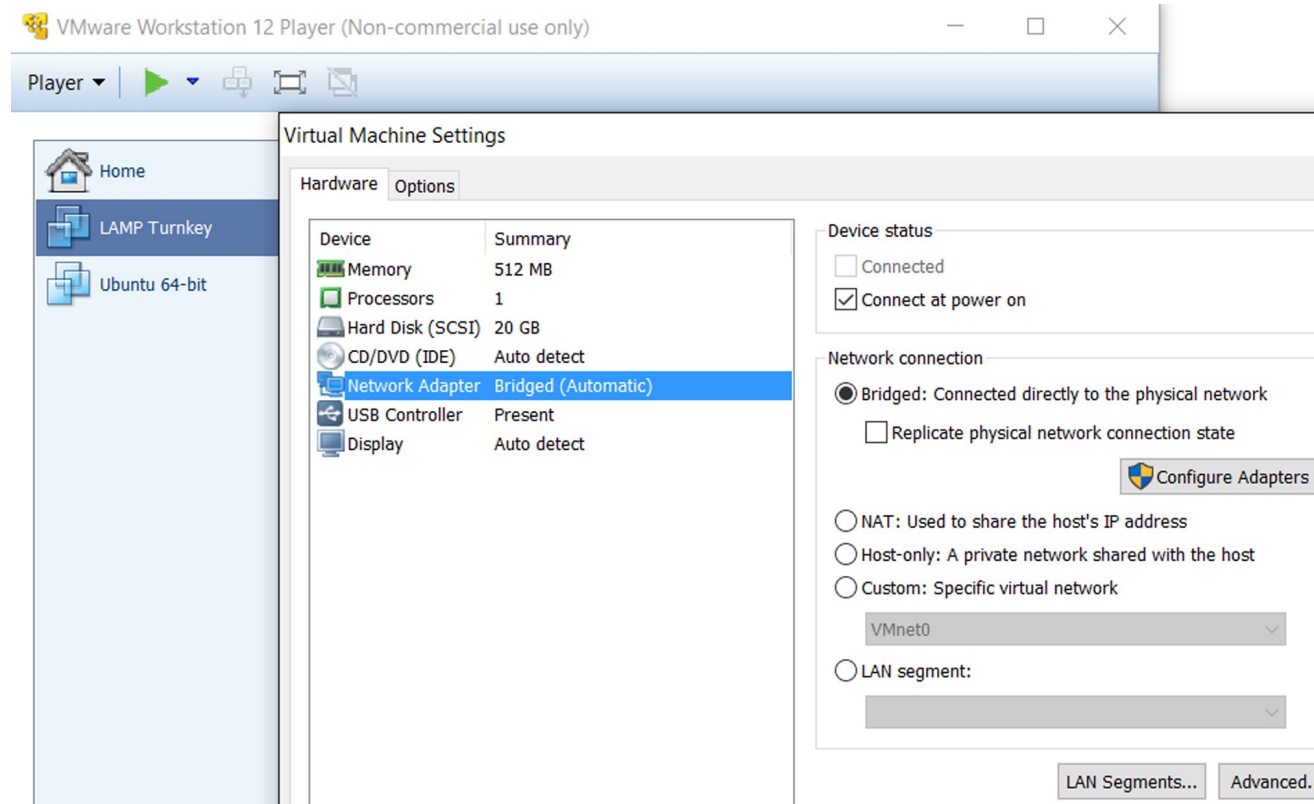 VMware Workstation 12 Player (Non-commercial use only)
Player
Virtual Machine Settings
Home
LAMP Turnkey
Ubuntu 64-bit
Hardware
Options
Device Summary
Memory 512 MB
Processors 1
Hard Disk (SCSI) 20 GB
CD/DVD (IDE) Auto detect
Network Adapter Bridged (Automatic)
USB Controller Present
Display Auto detect
Device status
Connected
Connect at power on
Network connection
Bridged: Connected directly to the physical network
Replicate physical network connection state
Configure Adapters
NAT: Used to share the host's IP address
Host-only: A private network shared with the host
Custom: Specific virtual network
VMnet0
LAN segment:
LAN Segments...
Advanced.